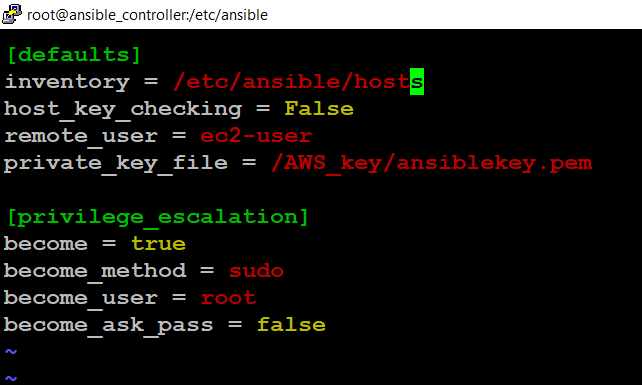 root@ansible_controller:/etc/ansible
[defaults]
inventory = /etc/ansible/hosts
host_key_checking = False
remote_user = ec2-user
private_key_file = /AWS_key/ansiblekey.pem
[privilege_escalation]
become = true
become_method = sudo
become_user = root
become_ask_pass = false
~
~